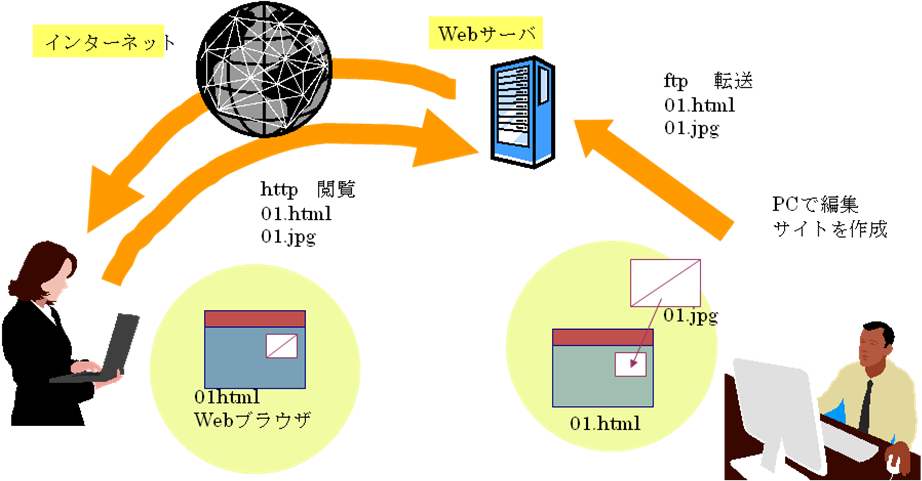 インターネット
Webサーバ
ftp　転送
01.html
01.jpg
http　閲覧
01.html
01.jpg
PCで編集
サイトを作成
01.jpg
01html
Webブラウザ
01.html